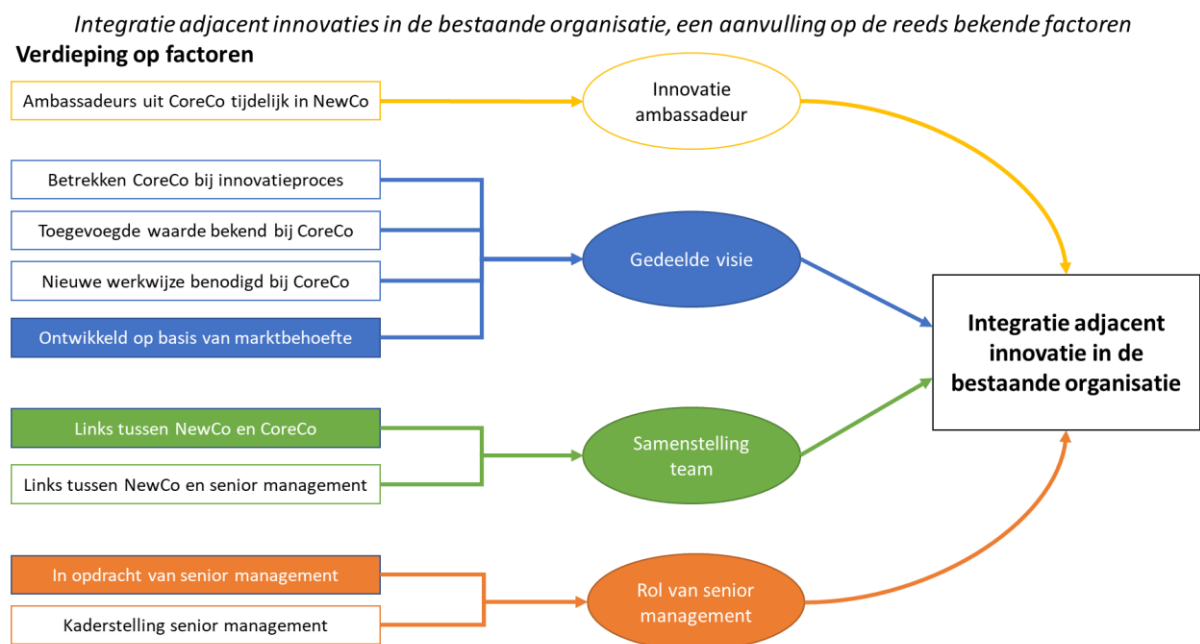 Integratie adjacent innovaties in de bestaande organisatie, een aanvulling op de reeds bekende factoren
Verdieping op factoren
Ambassadeurs uit CoreCo tijdelijk in NewCo
Innovatie
ambassadeur
Betrekken CoreCo bij innovatieproces
Toegevoegde waarde bekend bij CoreCo
Nieuwe werkwijze benodigd bij CoreCo
Ontwikkeld op basis van marktbehoefte
Gedeelde visie
Links tussen NewCo en CoreCo
Links tussen NewCo en senior management
Samenstelling
team
In opdracht van senior management
Kaderstelling senior management
Rol van senior
management
Integratie adjacent
innovatie in de
bestaande organisatie